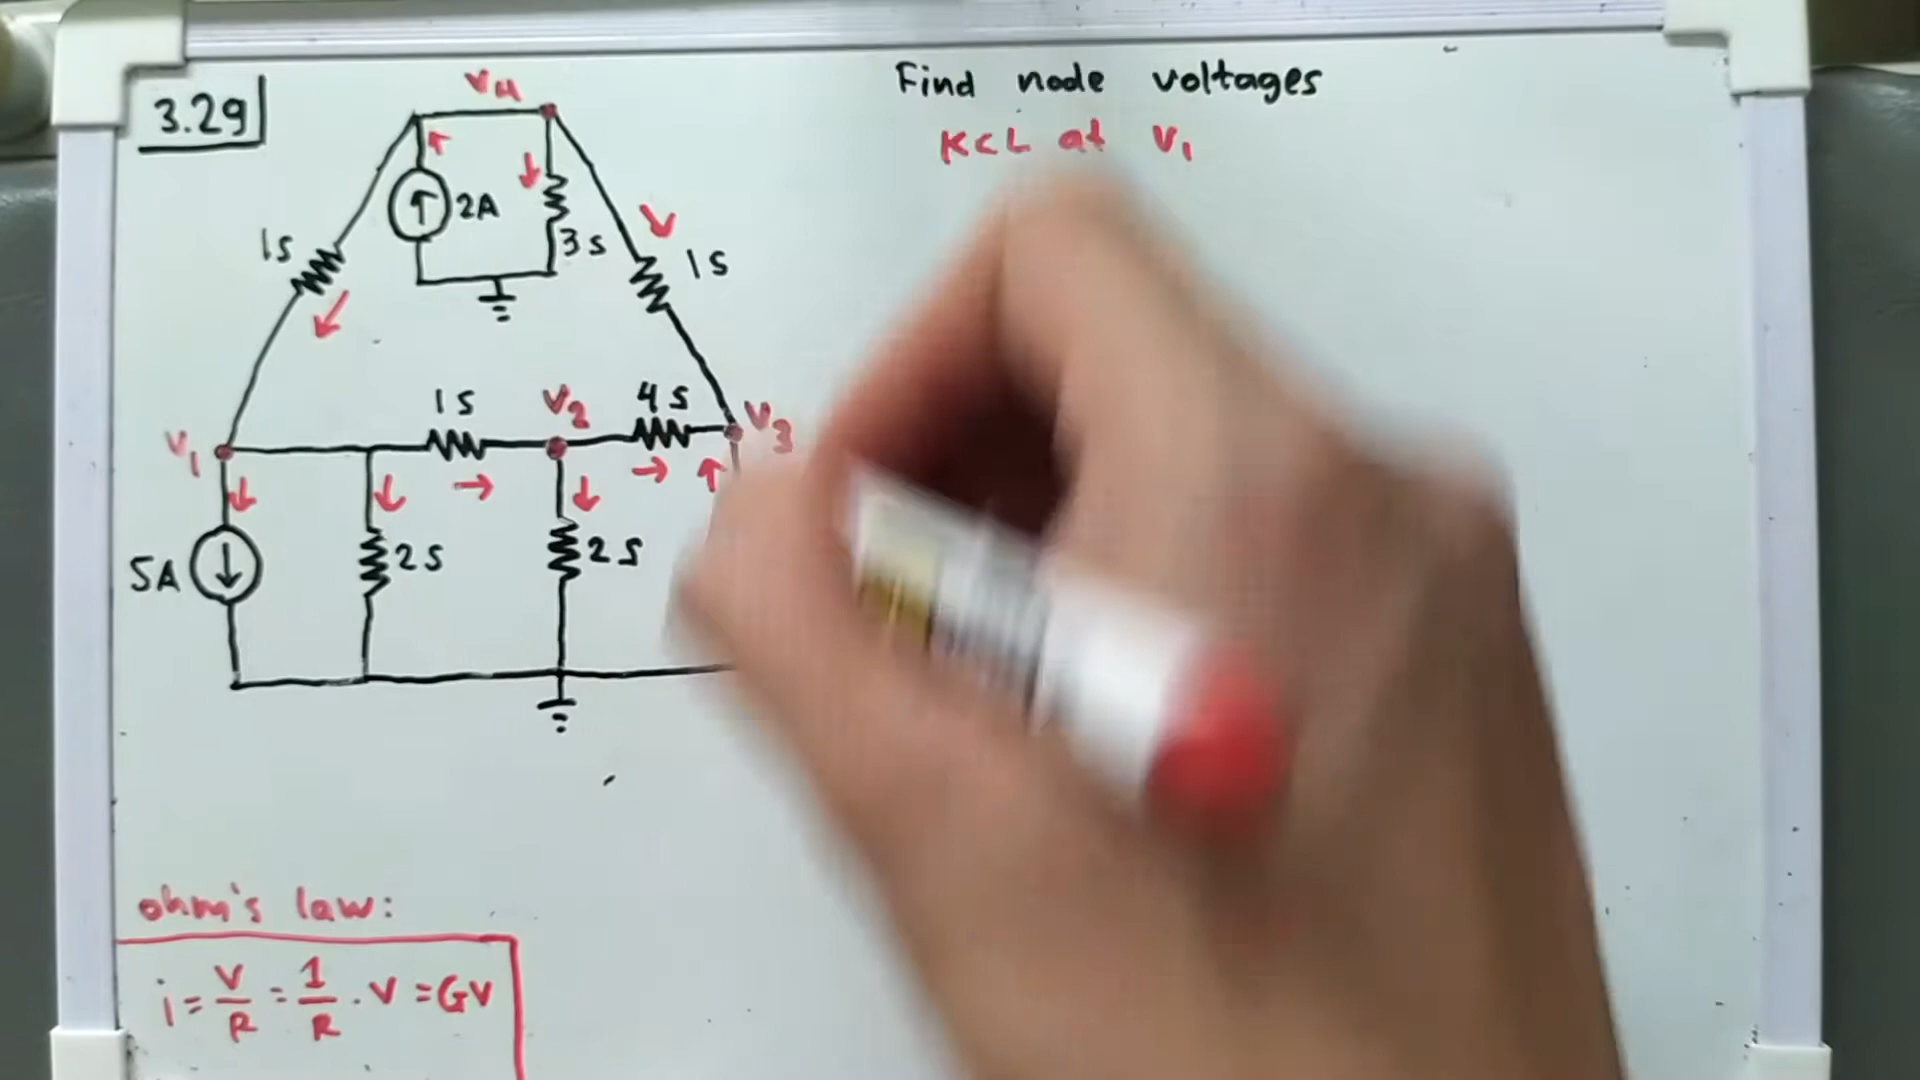 3.29
Find node voltages
KCL at V1
V4
2A
3S
1S
1S
1S
V2
4S
V3
V1
5A
2S
2S
ohm's law:
i = V/R = 1/R . V = GV